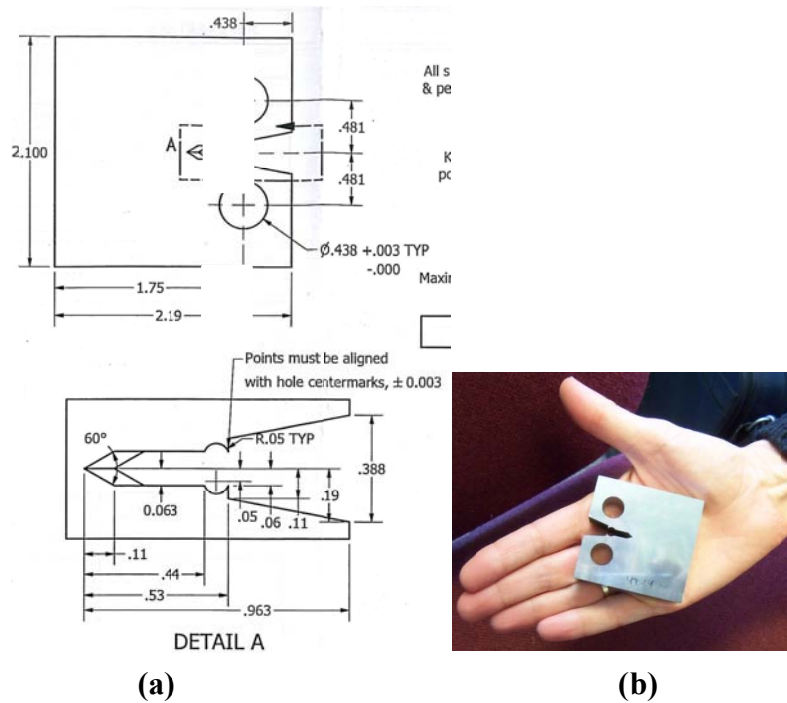 .438
All s
& pe
A
.481
2.100
K
po
.481
Ø.438 +.003 TYP
-.000
Maxin
1.75
2.19
Points must be aligned
with hole centermarks, ± 0.003
60°
R.05 TYP
.388
0.063
.19
.05
.06
.11
.11
.44
.53
.963
DETAIL A
(a)
(b)